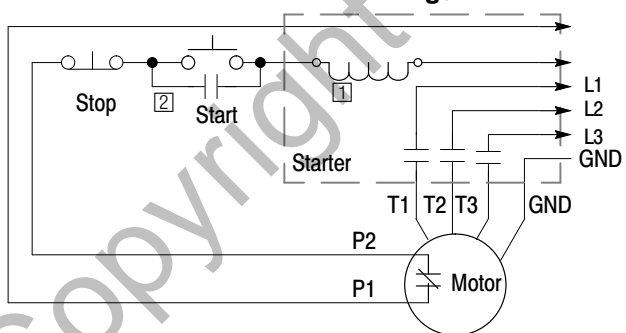 Stop
2
Start
1
L1
L2
L3
GND
Starter
T1 T2 T3
GND
P2
P1
Motor
Copyright